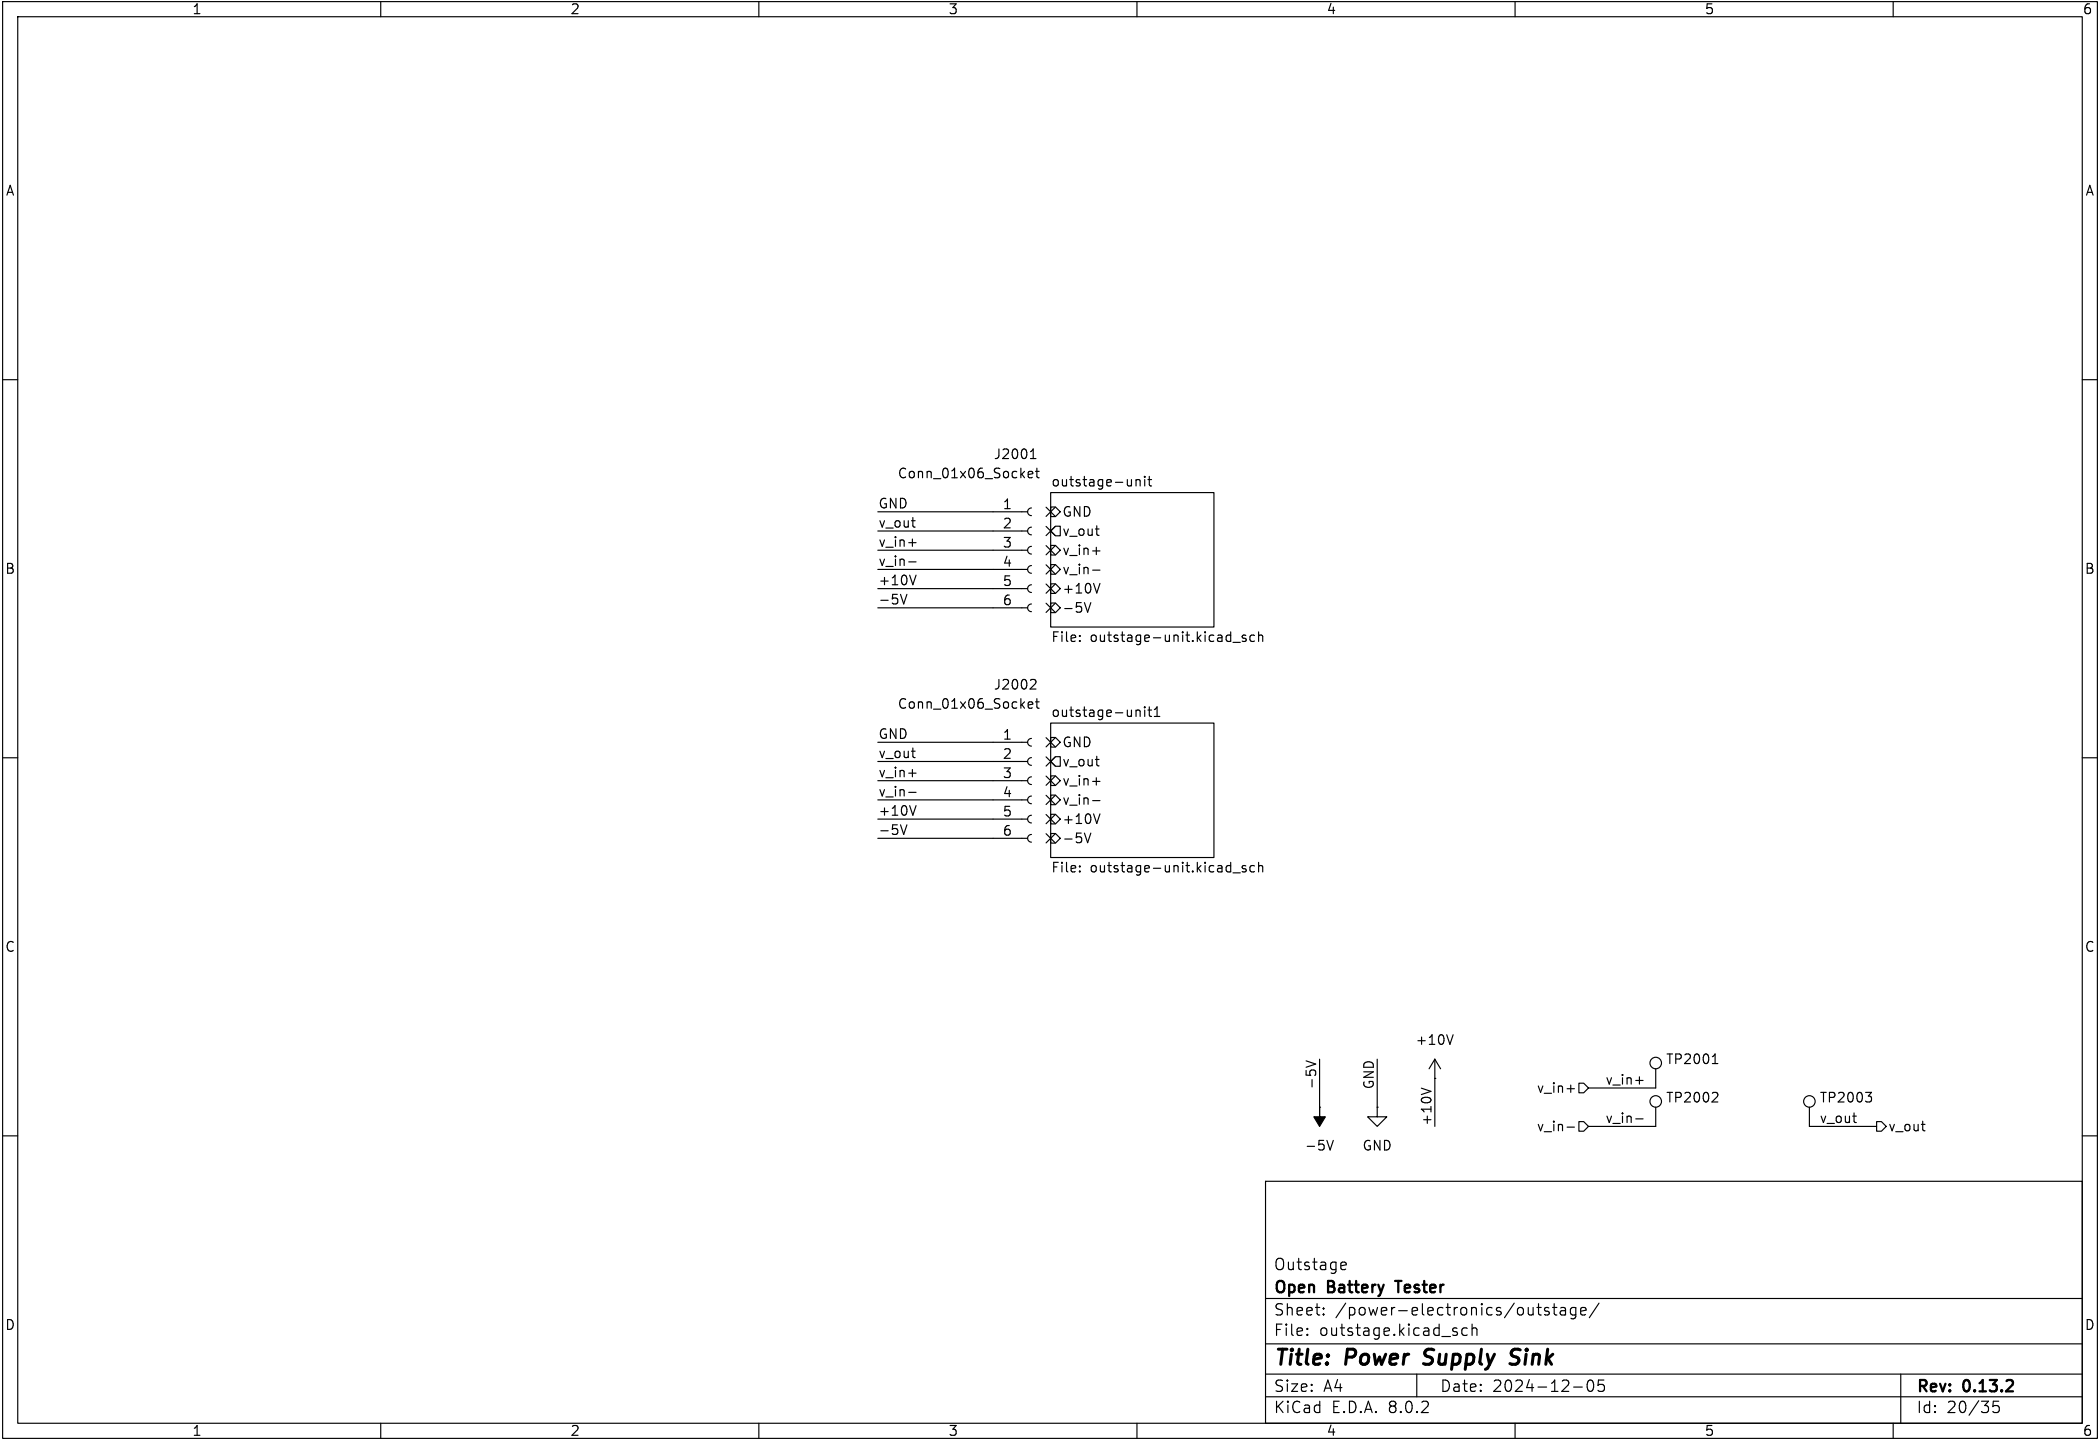 1 2 3 4 5 6
A A
J2001
Conn_01x06_Socket
outstage-unit
GND 1 GND
v_out 2 v_out
v_in+ 3 v_in+
v_in- 4 v_in-
+10V 5 +10V
-5V 6 -5V
File: outstage-unit.kicad_sch
B B
J2002
Conn_01x06_Socket
outstage-unit1
GND 1 GND
v_out 2 v_out
v_in+ 3 v_in+
v_in- 4 v_in-
+10V 5 +10V
-5V 6 -5V
File: outstage-unit.kicad_sch
C C
+10V
-5V GND +10V
-5V GND
v_in+ v_in+ TP2001
v_in- v_in- TP2002
TP2003
v_out v_out
Outstage
Open Battery Tester
Sheet: /power-electronics/outstage/
File: outstage.kicad_sch
D D
Title: Power Supply Sink
Size: A4 Date: 2024-12-05 Rev: 0.13.2
KiCad E.D.A. 8.0.2 Id: 20/35
1 2 3 4 5 6